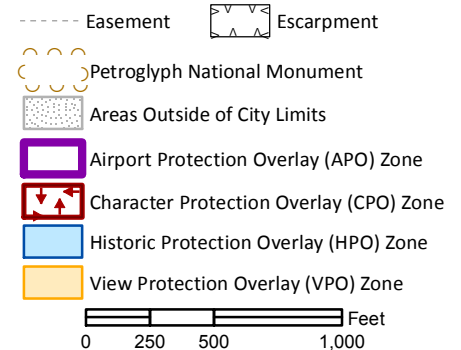 Easement Escarpment
Petroglyph National Monument
Areas Outside of City Limits
Airport Protection Overlay (APO) Zone
Character Protection Overlay (CPO) Zone
Historic Protection Overlay (HPO) Zone
View Protection Overlay (VPO) Zone
Feet
0 250 500 1,000